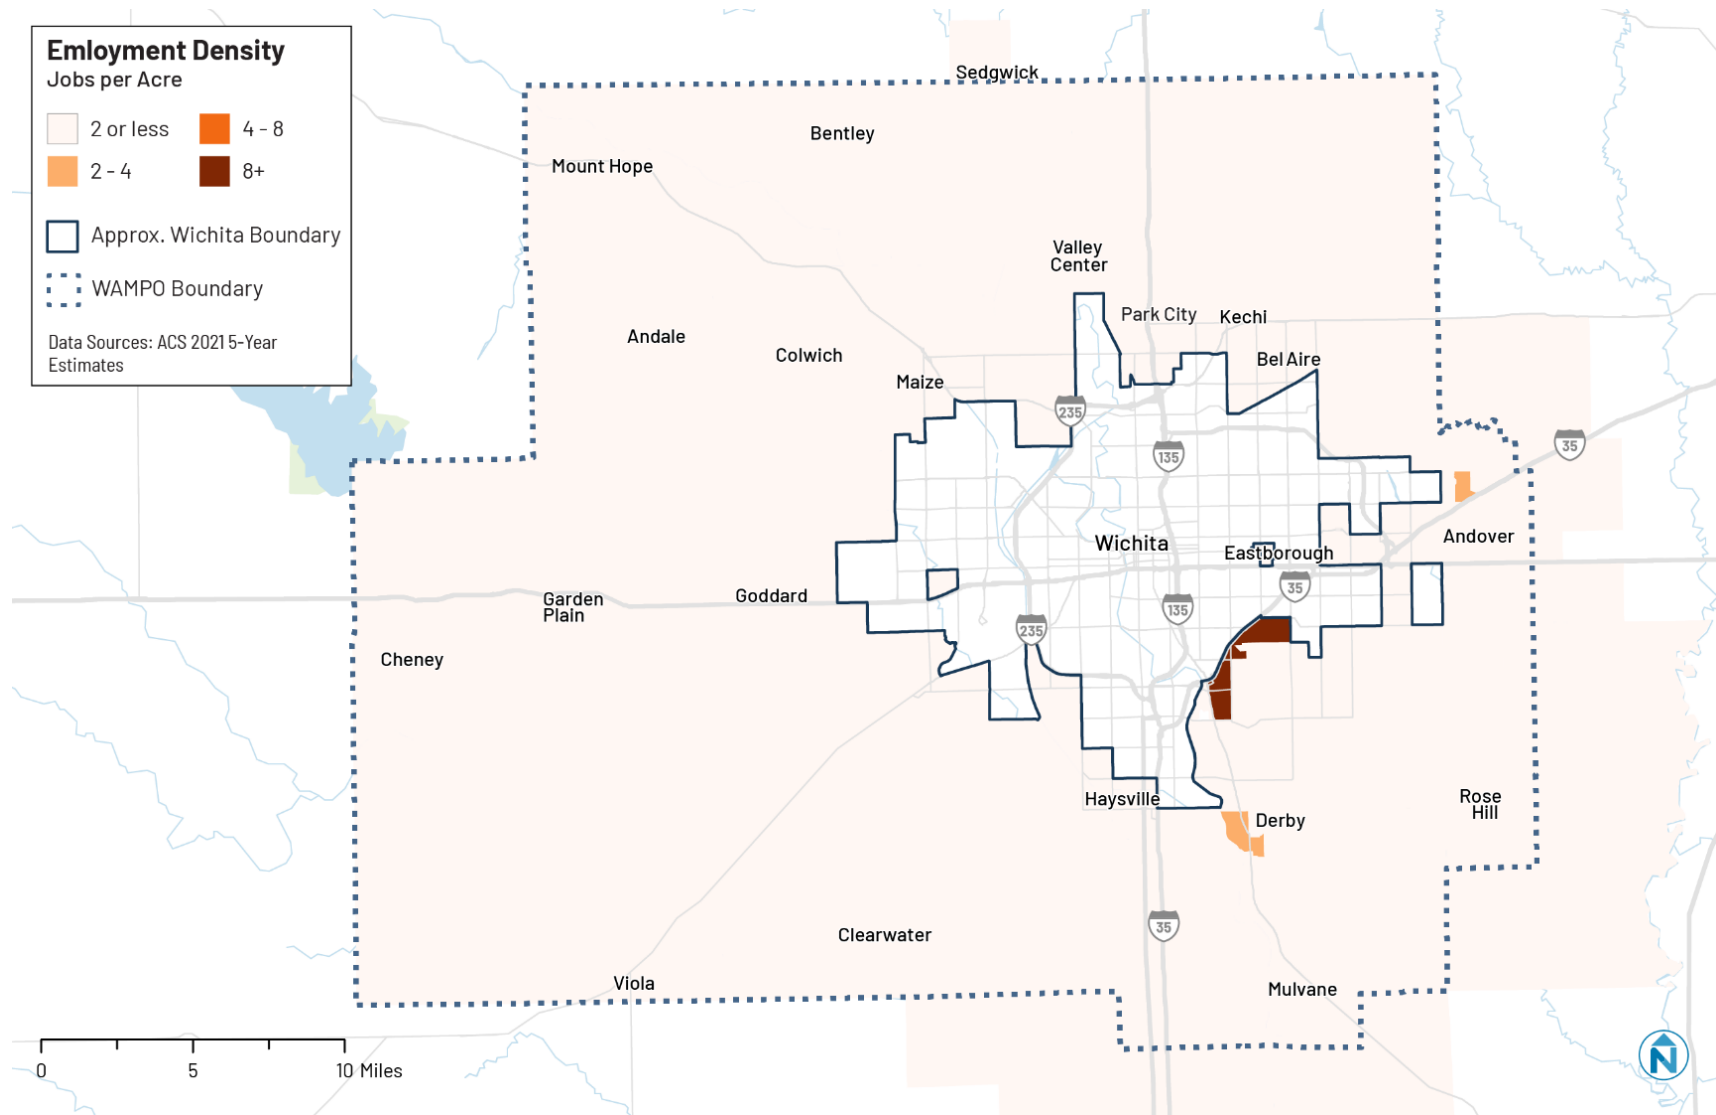 Emloyment Density
Jobs per Acre
2 or less
4 - 8
2 - 4
8+
Approx. Wichita Boundary
WAMPO Boundary
Data Sources: ACS 2021 5-Year
Estimates
Sedgwick
Bentley
Mount Hope
Valley
Center
Park City
Kechi
Andale
Colwich
Bel Aire
Maize
235
135
35
Wichita
Eastborough
Andover
35
Garden
Plain
Goddard
135
235
Cheney
Haysville
Derby
Rose
Hill
Clearwater
35
Viola
Mulvane
0
5
10 Miles
N